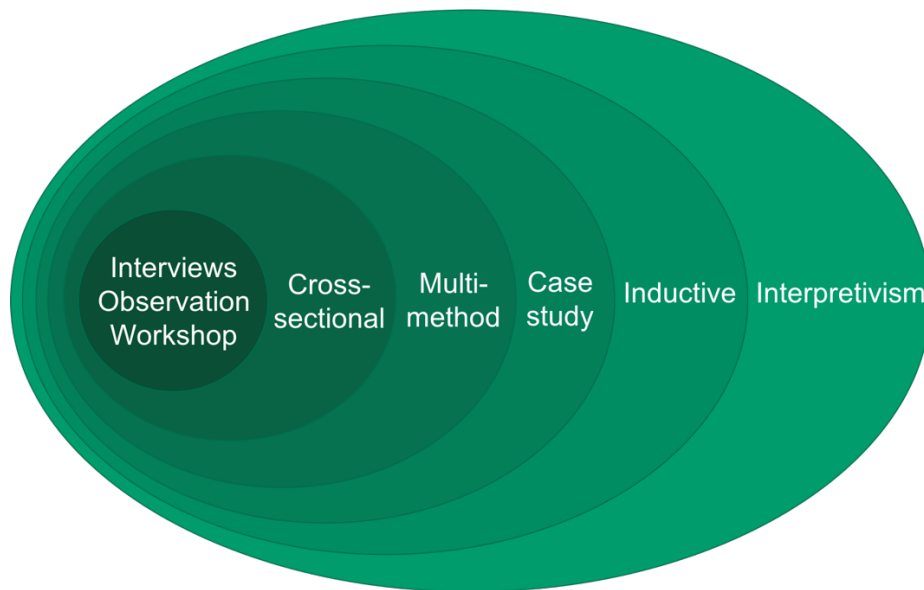 Interviews
Observation
Workshop
Cross-
sectional
Multi-
method
Case
study
Inductive
Interpretivism